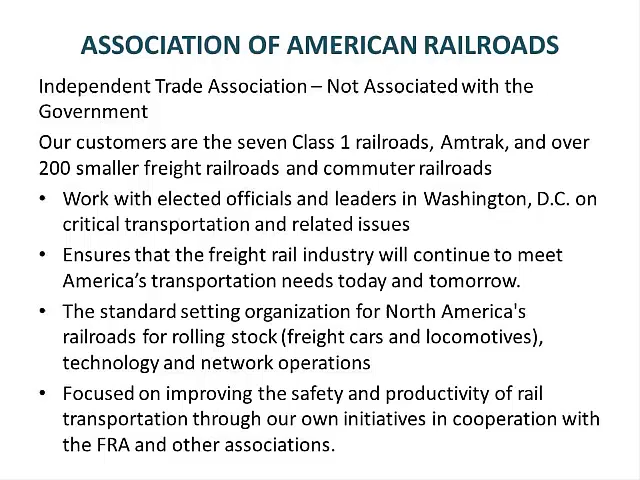 ASSOCIATION OF AMERICAN RAILROADS
Independent Trade Association – Not Associated with the
Government
Our customers are the seven Class 1 railroads, Amtrak, and over
200 smaller freight railroads and commuter railroads
• Work with elected officials and leaders in Washington, D.C. on
critical transportation and related issues
• Ensures that the freight rail industry will continue to meet
America’s transportation needs today and tomorrow.
• The standard setting organization for North America's
railroads for rolling stock (freight cars and locomotives),
technology and network operations
• Focused on improving the safety and productivity of rail
transportation through our own initiatives in cooperation with
the FRA and other associations.